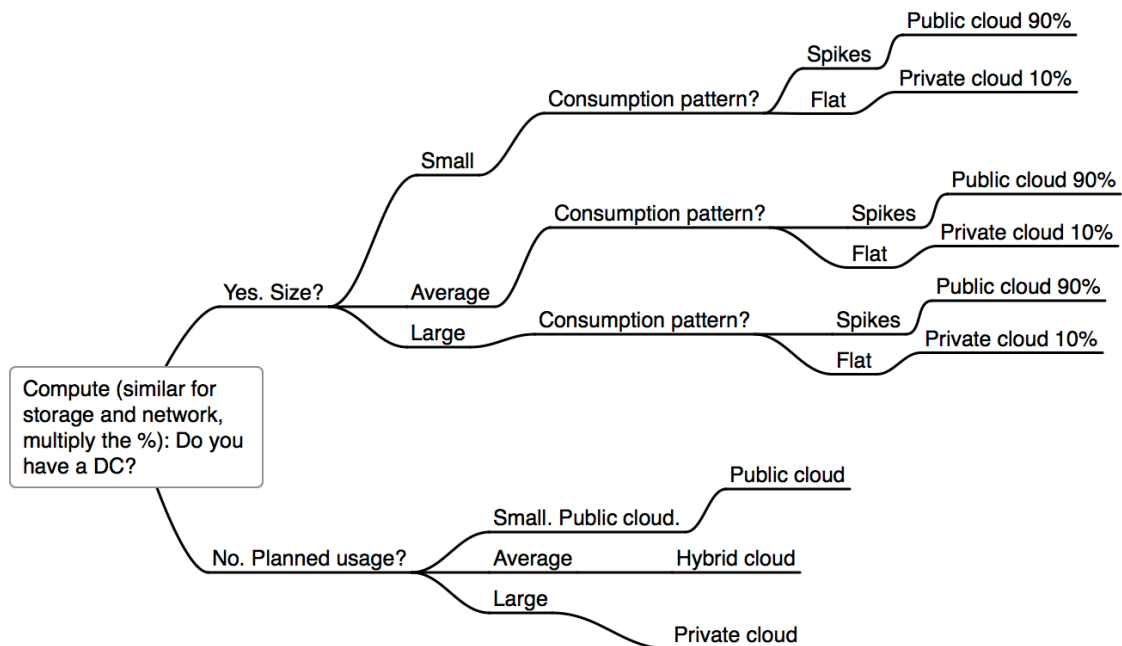 Public cloud 90%
Spikes
Private cloud 10%
Consumption pattern?
Flat
Small
Public cloud 90%
Consumption pattern?
Spikes
Private cloud 10%
Flat
Yes. Size?
Average
Public cloud 90%
Large
Consumption pattern?
Spikes
Private cloud 10%
Flat
Compute (similar for
storage and network,
multiply the %): Do you
have a DC?
Public cloud
Small. Public cloud.
No. Planned usage?
Average
Hybrid cloud
Large
Private cloud